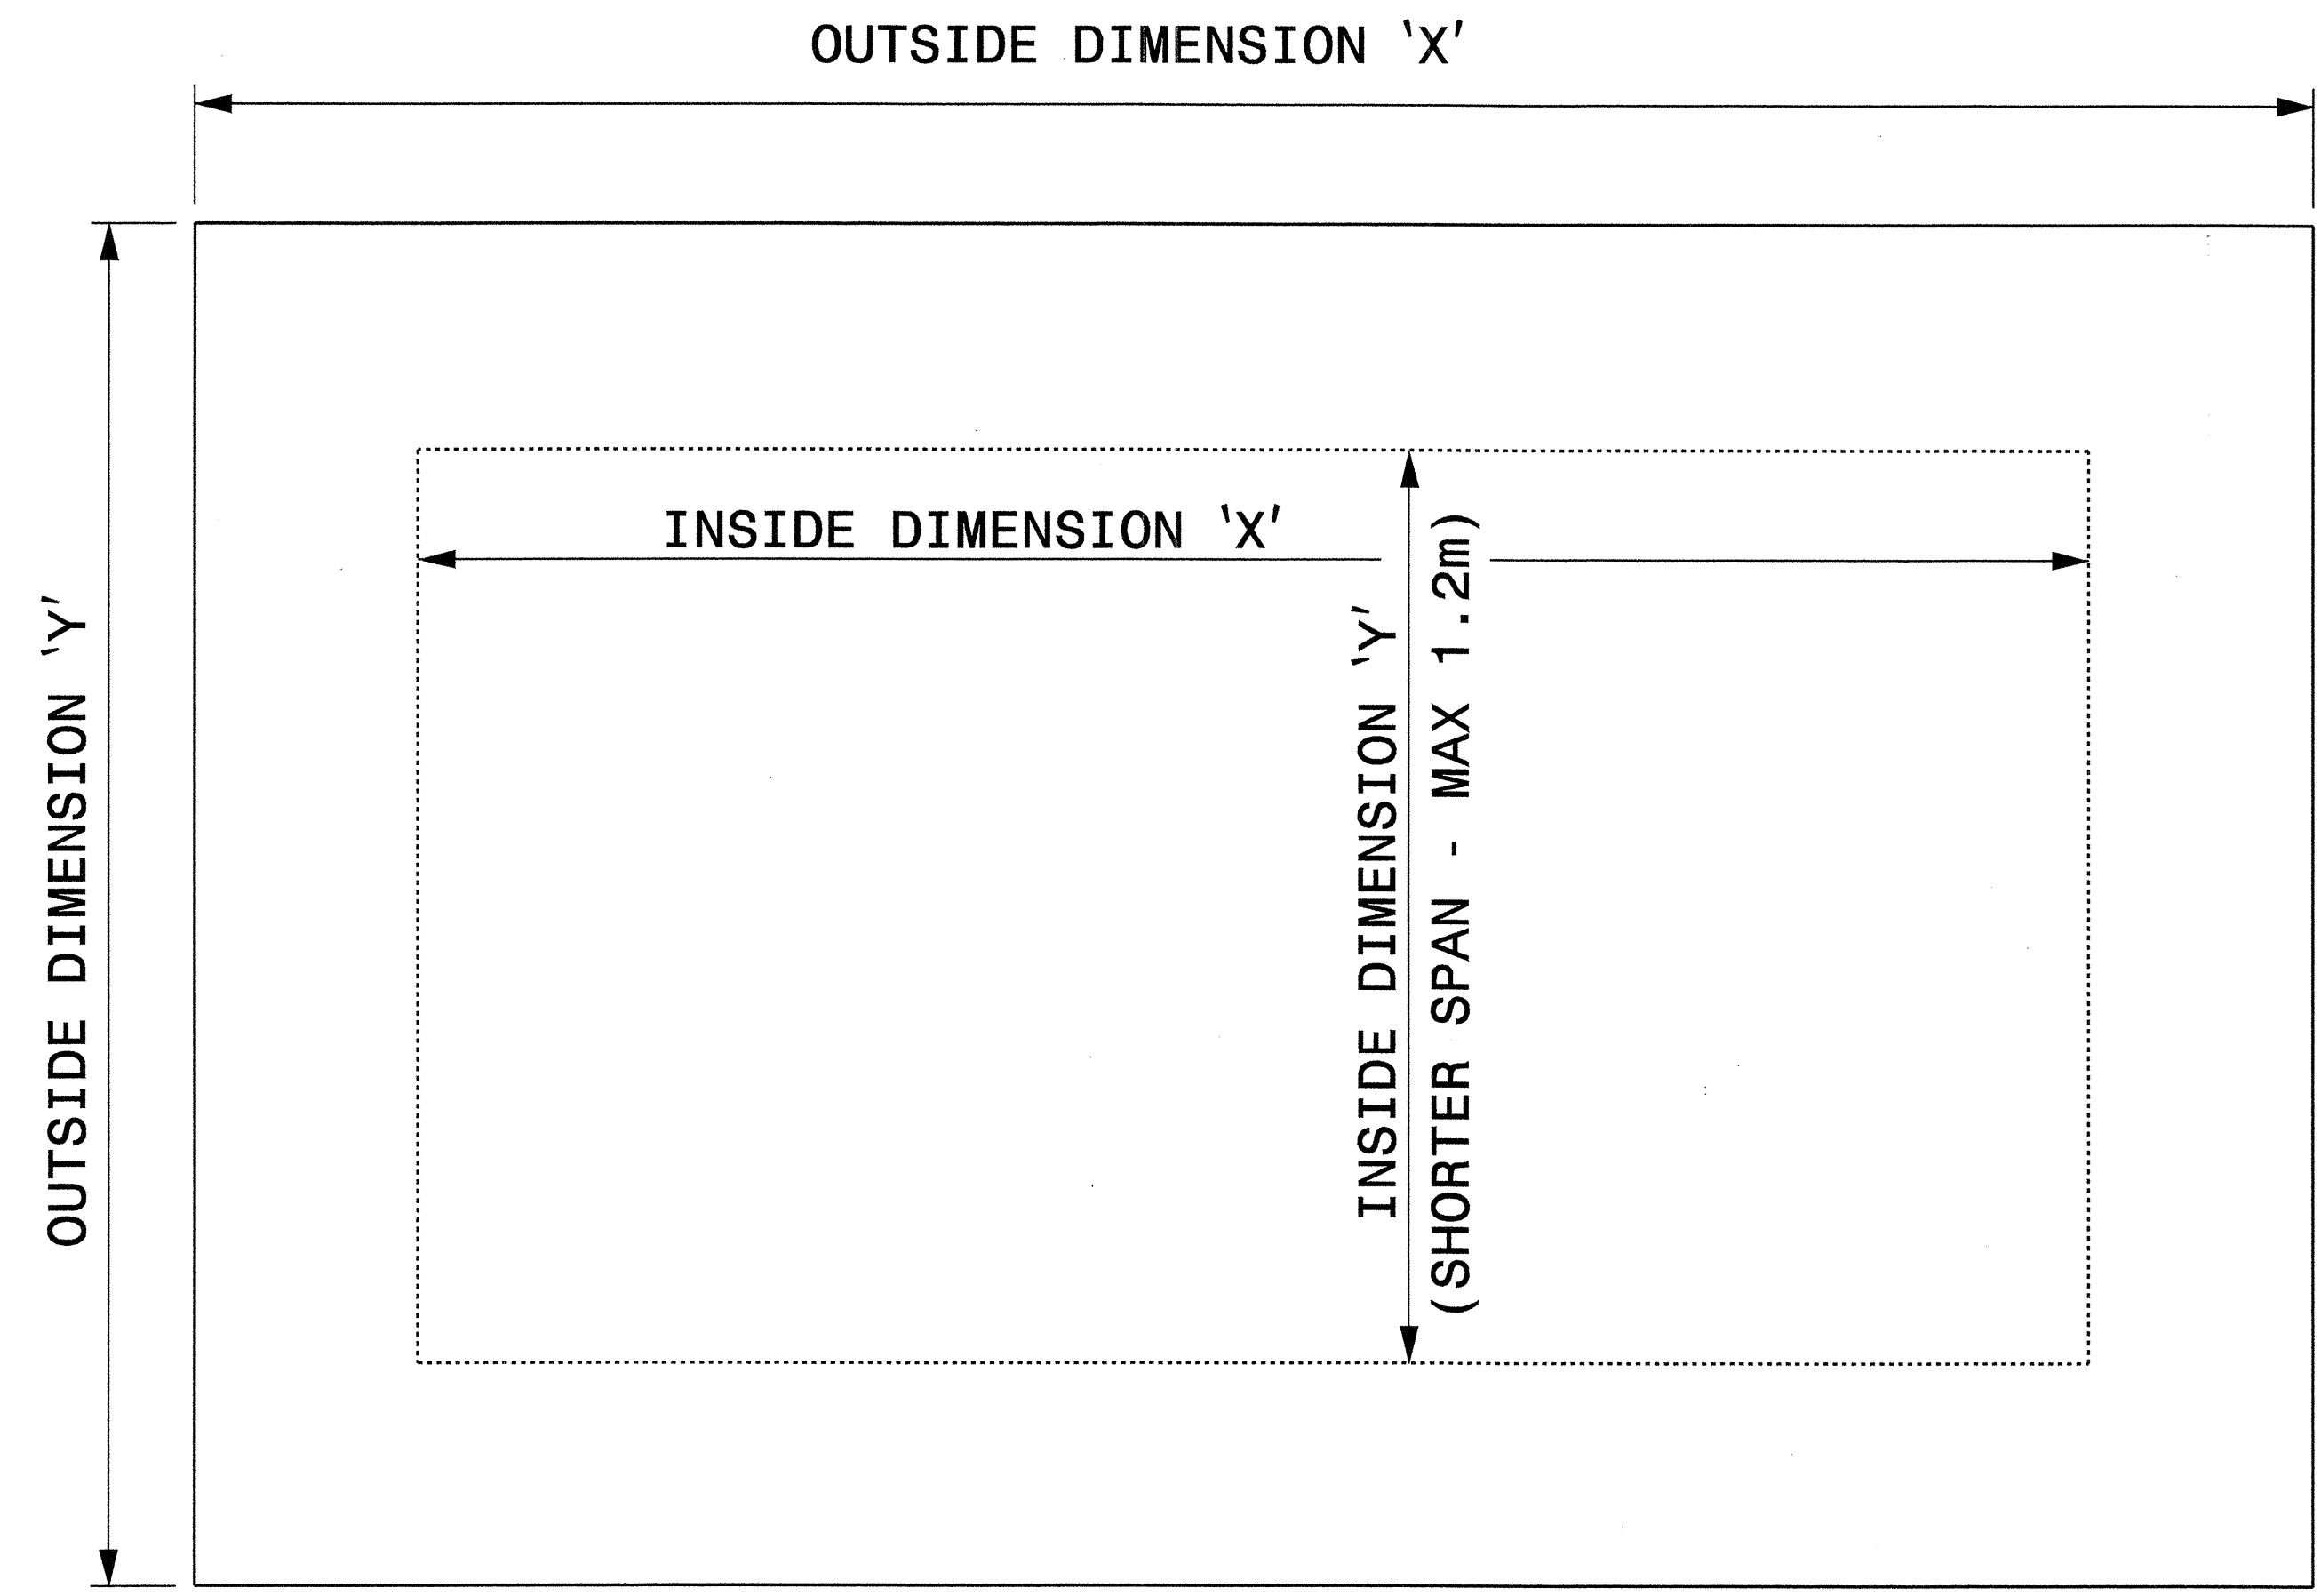 OUTSIDE DIMENSION 'X'
INSIDE DIMENSION 'X'
OUTSIDE DIMENSION 'Y'
INSIDE DIMENSION 'Y'
(SHORTER SPAN - MAX 1.2m)